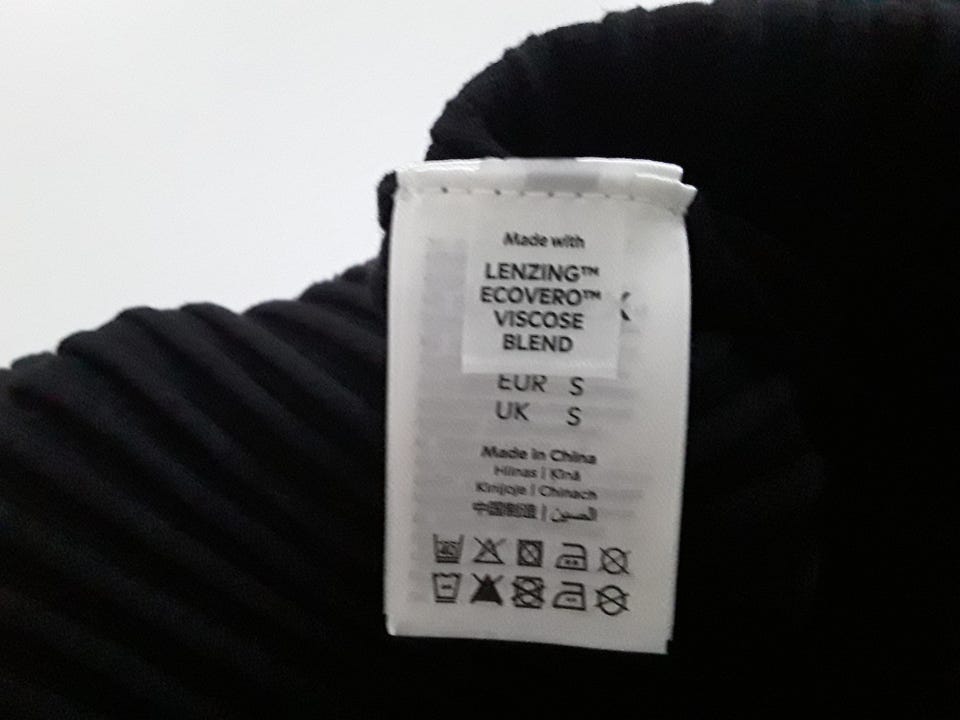 Made with
LENZING™
ECOVERO™
VISCOSE
BLEND
EUR S
UK S
Made in China
Hiinas | Ķīnā
Kinijoje | Chinach
中国制造 | الصين